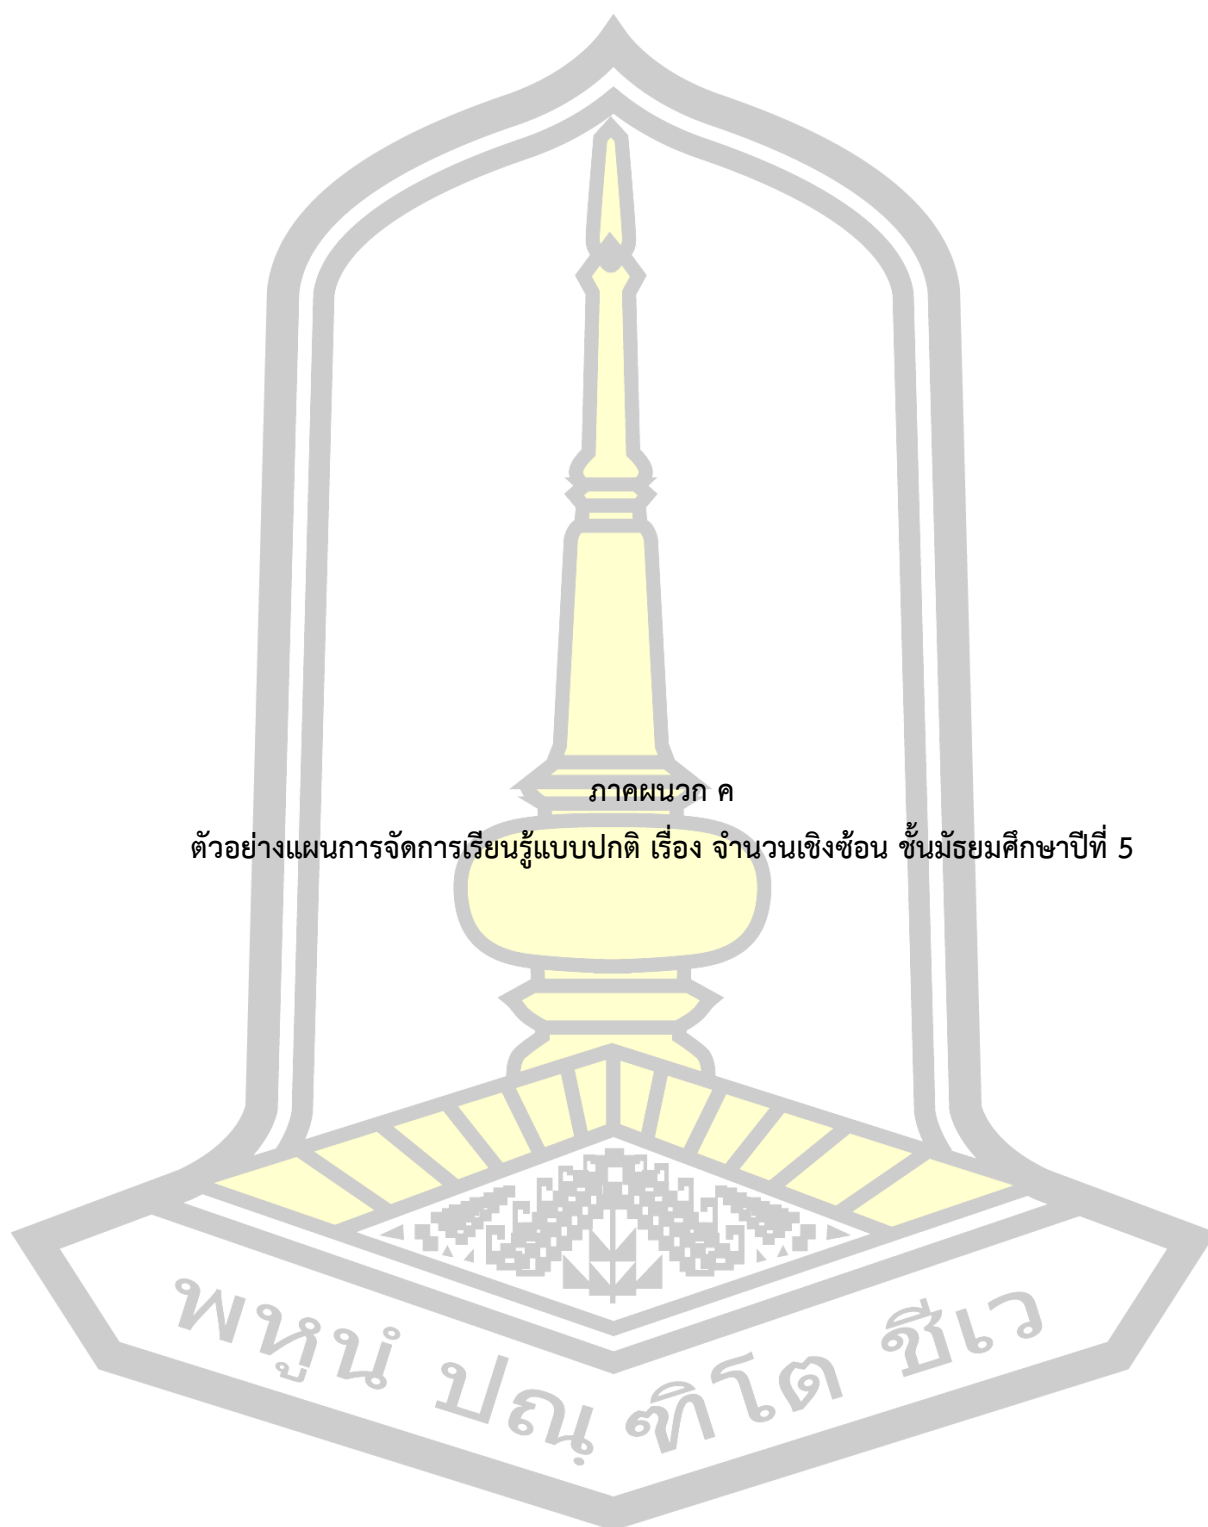 ภาคผนวก ค
ตัวอย่างแผนการจัดการเรียนรู้แบบปกติ เรื่อง จำนวนเชิงซ้อน ชั้นมัธยมศึกษาปีที่ 5
พหูนํ ปณฺฑิโต ชีเว